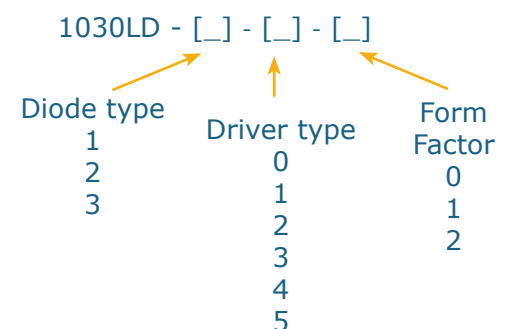 1030LD - [_] - [_] - [_]
Diode type
1
2
3
Driver type
0
1
2
3
4
5
Form
Factor
0
1
2